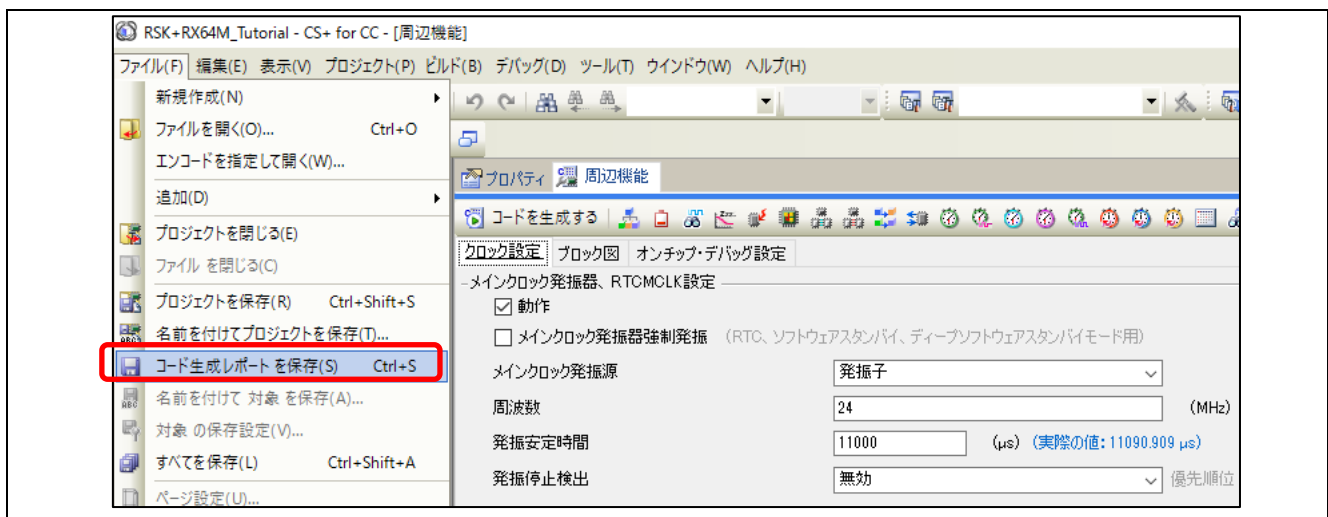 RSK+RX64M_Tutorial - CS+ for CC - [周辺機能]
ファイル(F) 編集(E) 表示(V) プロジェクト(P) ビルド(B) デバッグ(D) ツール(T) ウインドウ(W) ヘルプ(H)
新規作成(N)
ファイルを開く(O)... Ctrl+O
エンコードを指定して開く(W)...
追加(D)
プロジェクトを閉じる(E)
ファイル を閉じる(C)
プロジェクトを保存(R) Ctrl+Shift+S
名前を付けてプロジェクトを保存(T)...
コード生成レポート を保存(S) Ctrl+S
名前を付けて 対象 を保存(A)...
対象 の保存設定(V)...
すべてを保存(L) Ctrl+Shift+A
ページ設定(U)...
プロパティ 周辺機能
コードを生成する
クロック設定 ブロック図 オンチップ・デバッグ設定
メインクロック発振器、RTCMCLK設定
動作
メインクロック発振器強制発振 (RTC、ソフトウェアスタンバイ、ディープソフトウェアスタンバイモード用)
メインクロック発振源 発振子
周波数 24 (MHz)
発振安定時間 11000 (μs) (実際の値: 11090.909 μs)
発振停止検出 無効 優先順位